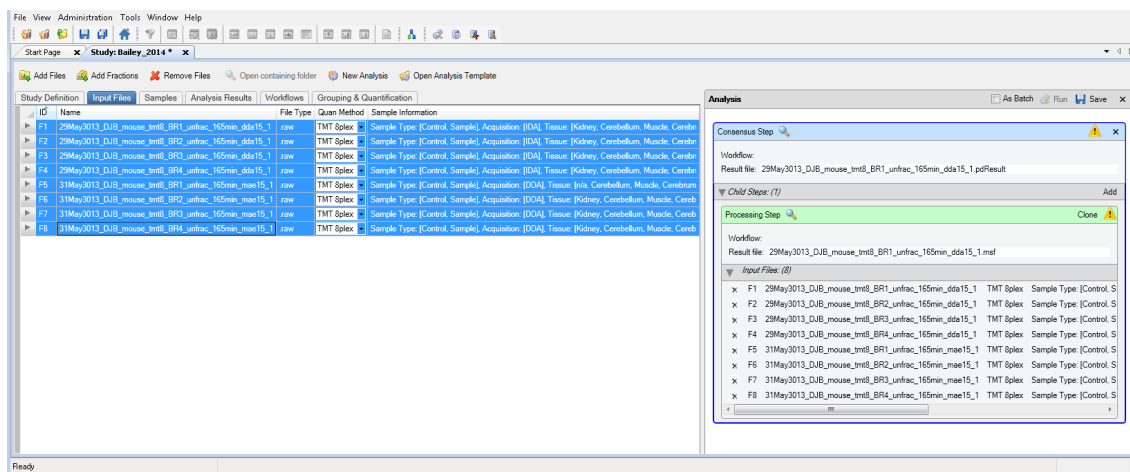 File View Administration Tools Window Help
Start Page x Study: Bailey_2014 * x
Add Files Add Fractions Remove Files Open containing folder New Analysis Open Analysis Template
Study Definition Input Files Samples Analysis Results Workflows Grouping & Quantification
ID Name File Type Quan Method Sample Information
F1 29May3013_DJB_mouse_tmt8_BR1_unfrac_165min_dda15_1 .raw TMT 8plex Sample Type: [Control, Sample], Acquisition: [IDA], Tissue: [Kidney, Cerebellum, Muscle, Cerebn
F2 29May3013_DJB_mouse_tmt8_BR2_unfrac_165min_dda15_1 .raw TMT 8plex Sample Type: [Control, Sample], Acquisition: [IDA], Tissue: [Kidney, Cerebellum, Muscle, Cerebn
F3 29May3013_DJB_mouse_tmt8_BR3_unfrac_165min_dda15_1 .raw TMT 8plex Sample Type: [Control, Sample], Acquisition: [IDA], Tissue: [Kidney, Cerebellum, Muscle, Cerebn
F4 29May3013_DJB_mouse_tmt8_BR4_unfrac_165min_dda15_1 .raw TMT 8plex Sample Type: [Control, Sample], Acquisition: [IDA], Tissue: [Kidney, Cerebellum, Muscle, Cerebn
F5 31May3013_DJB_mouse_tmt8_BR1_unfrac_165min_mae15_1 .raw TMT 8plex Sample Type: [Control, Sample], Acquisition: [DDA], Tissue: [n/a, Cerebellum, Muscle, Cerebrum
F6 31May3013_DJB_mouse_tmt8_BR2_unfrac_165min_mae15_1 .raw TMT 8plex Sample Type: [Control, Sample], Acquisition: [DDA], Tissue: [Kidney, Cerebellum, Muscle, Cereb
F7 31May3013_DJB_mouse_tmt8_BR3_unfrac_165min_mae15_1 .raw TMT 8plex Sample Type: [Control, Sample], Acquisition: [DDA], Tissue: [Kidney, Cerebellum, Muscle, Cereb
F8 31May3013_DJB_mouse_tmt8_BR4_unfrac_165min_mae15_1 .raw TMT 8plex Sample Type: [Control, Sample], Acquisition: [DDA], Tissue: [Kidney, Cerebellum, Muscle, Cereb
Analysis As Batch Run Save x
Consensus Step x
Workflow:
Result file: 29May3013_DJB_mouse_tmt8_BR1_unfrac_165min_dda15_1.pdResult
Child Steps: (1) Add
Processing Step Clone
Workflow:
Result file: 29May3013_DJB_mouse_tmt8_BR1_unfrac_165min_dda15_1.msf
Input Files: (8)
x F1 29May3013_DJB_mouse_tmt8_BR1_unfrac_165min_dda15_1 TMT 8plex Sample Type: [Control, S
x F2 29May3013_DJB_mouse_tmt8_BR2_unfrac_165min_dda15_1 TMT 8plex Sample Type: [Control, S
x F3 29May3013_DJB_mouse_tmt8_BR3_unfrac_165min_dda15_1 TMT 8plex Sample Type: [Control, S
x F4 29May3013_DJB_mouse_tmt8_BR4_unfrac_165min_dda15_1 TMT 8plex Sample Type: [Control, S
x F5 31May3013_DJB_mouse_tmt8_BR1_unfrac_165min_mae15_1 TMT 8plex Sample Type: [Control, S
x F6 31May3013_DJB_mouse_tmt8_BR2_unfrac_165min_mae15_1 TMT 8plex Sample Type: [Control, S
x F7 31May3013_DJB_mouse_tmt8_BR3_unfrac_165min_mae15_1 TMT 8plex Sample Type: [Control, S
x F8 31May3013_DJB_mouse_tmt8_BR4_unfrac_165min_mae15_1 TMT 8plex Sample Type: [Control, S
Ready